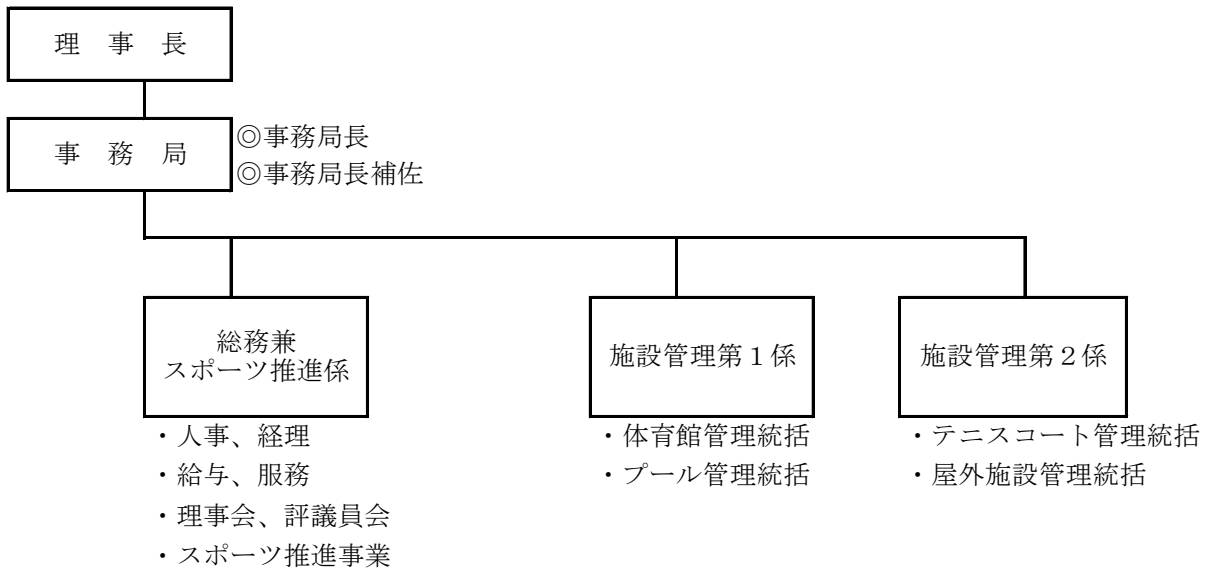 理　事　長
事　務　局
◎事務局長
◎事務局長補佐
総務兼
スポーツ推進係
・人事、経理
・給与、服務
・理事会、評議員会
・スポーツ推進事業
施設管理第１係
・体育館管理統括
・プール管理統括
施設管理第２係
・テニスコート管理統括
・屋外施設管理統括